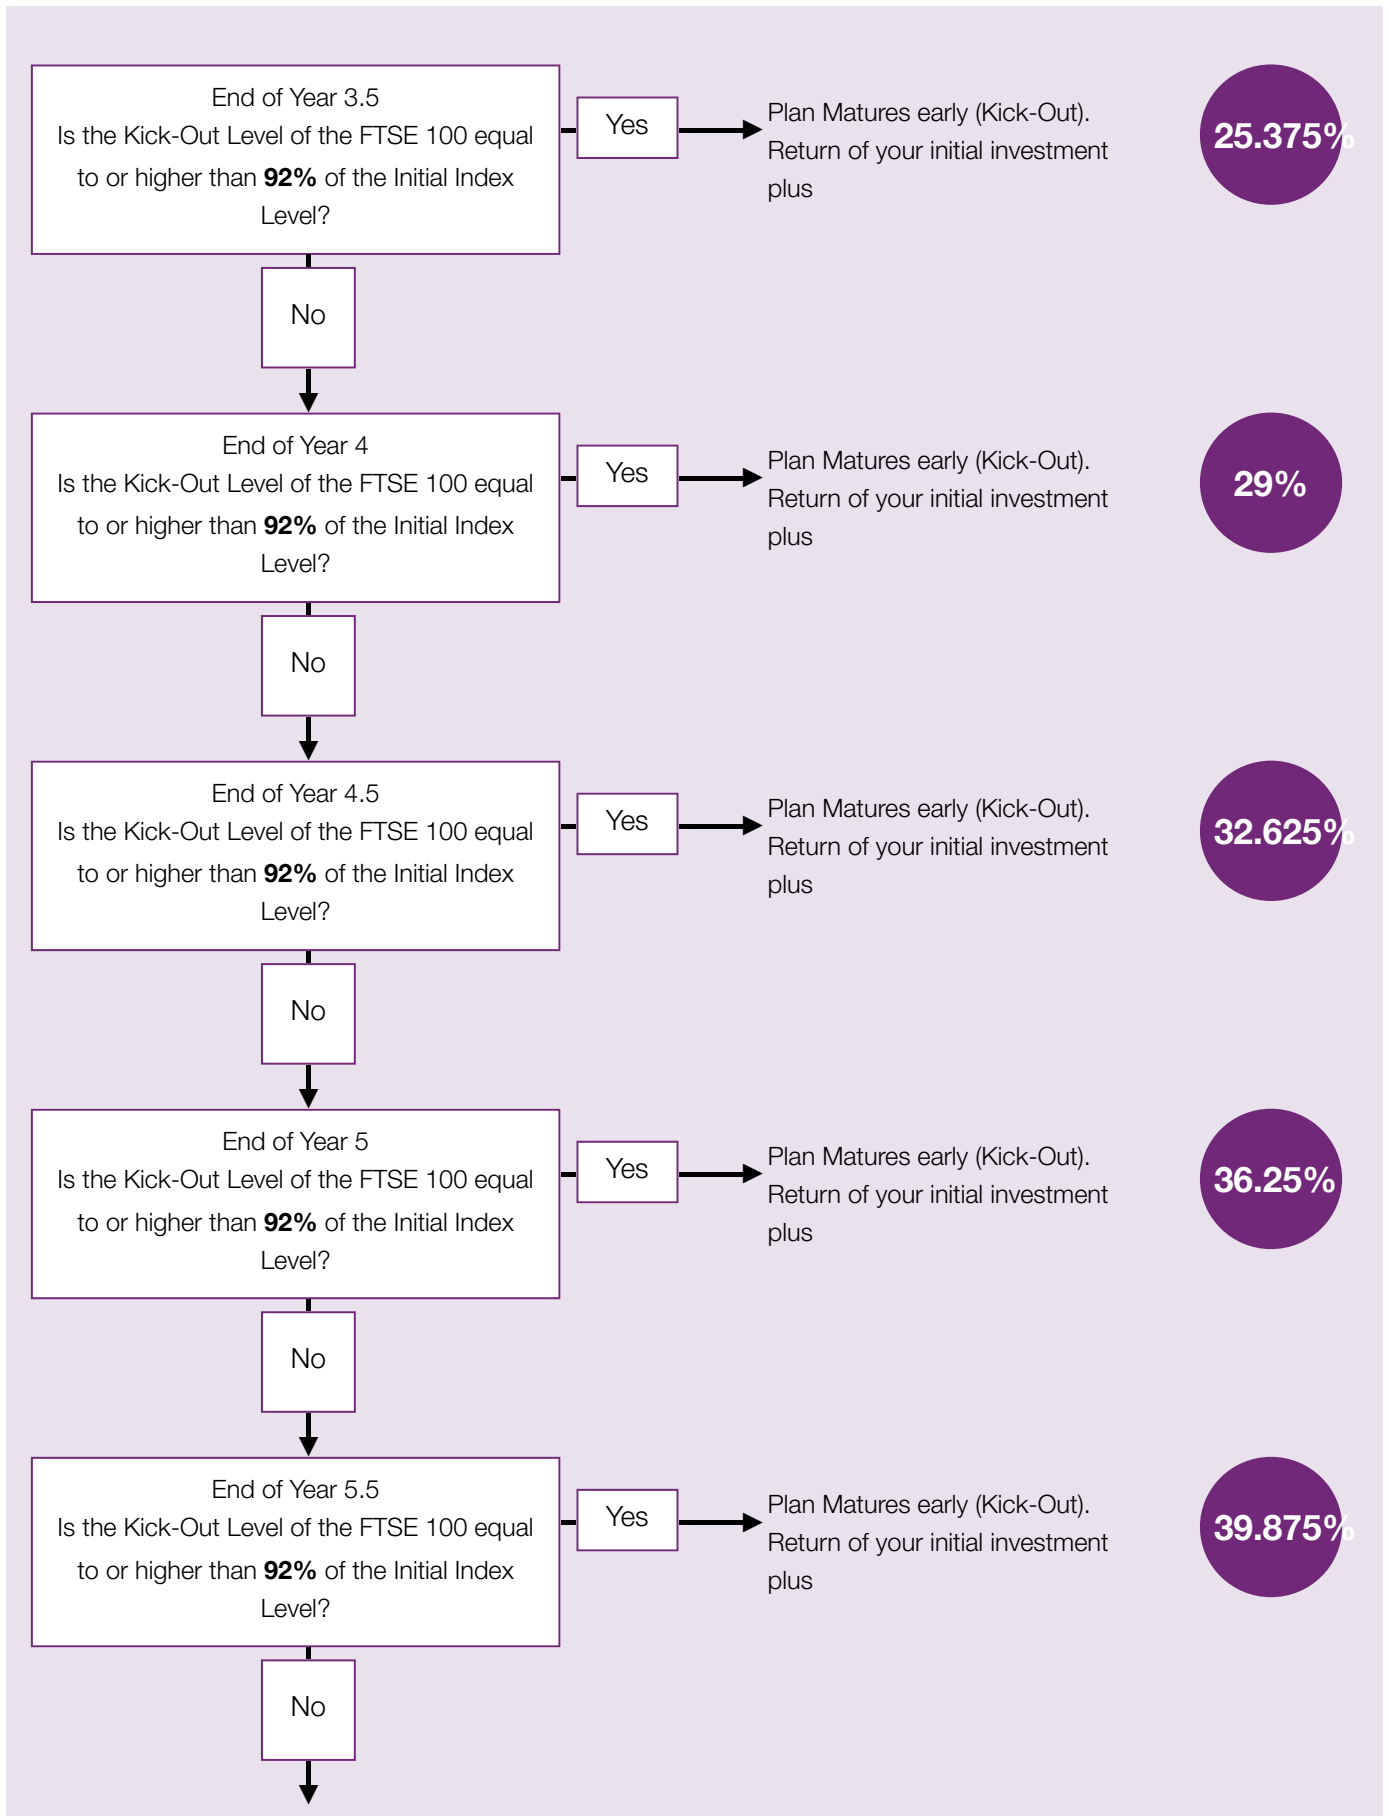 End of Year 3.5
Is the Kick-Out Level of the FTSE 100 equal
to or higher than 92% of the Initial Index
Level?
Yes
Plan Matures early (Kick-Out).
Return of your initial investment
plus
25.375%
No
End of Year 4
Is the Kick-Out Level of the FTSE 100 equal
to or higher than 92% of the Initial Index
Level?
Yes
Plan Matures early (Kick-Out).
Return of your initial investment
plus
29%
No
End of Year 4.5
Is the Kick-Out Level of the FTSE 100 equal
to or higher than 92% of the Initial Index
Level?
Yes
Plan Matures early (Kick-Out).
Return of your initial investment
plus
32.625%
No
End of Year 5
Is the Kick-Out Level of the FTSE 100 equal
to or higher than 92% of the Initial Index
Level?
Yes
Plan Matures early (Kick-Out).
Return of your initial investment
plus
36.25%
No
End of Year 5.5
Is the Kick-Out Level of the FTSE 100 equal
to or higher than 92% of the Initial Index
Level?
Yes
Plan Matures early (Kick-Out).
Return of your initial investment
plus
39.875%
No